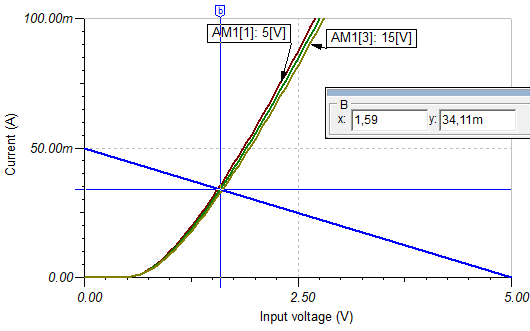 b
100.00m
AM1[1]: 5[V]
AM1[3]: 15[V]
B
x: 1,59 y: 34,11m
Current (A)
50.00m
0.00
0.00 2.50 5.00
Input voltage (V)